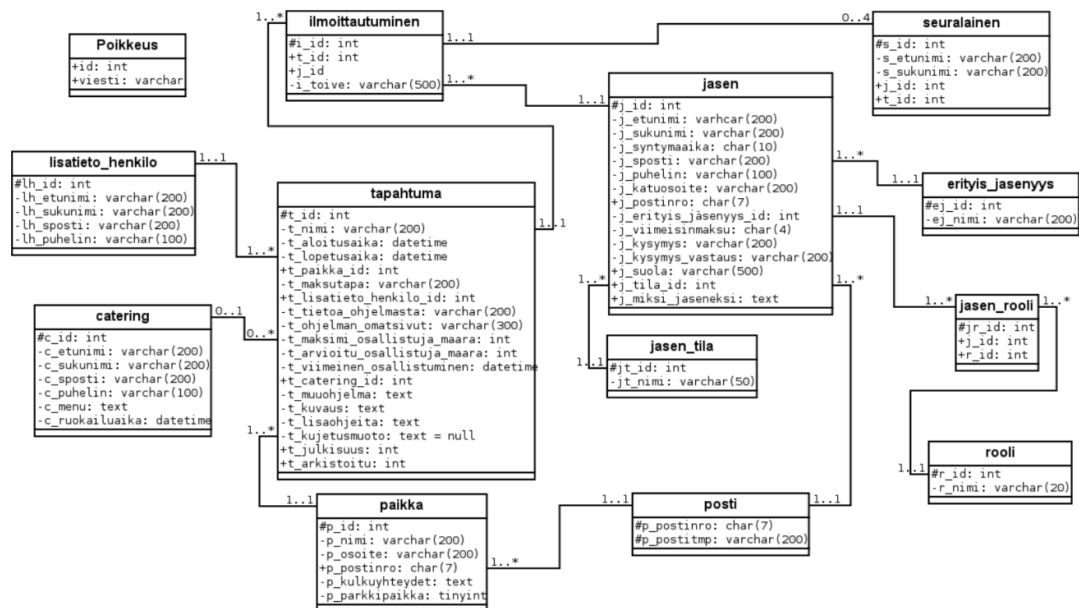 Poikkeus
+id: int
+viesti: varchar
1..*
ilmoittautuminen
#i_id: int
+t_id: int
+j_id
-i_toive: varchar(500)
1..1
1..*
0..4
seuralainen
#s_id: int
-s_etunimi: varchar(200)
-s_sukunimi: varchar(200)
+j_id: int
+t_id: int
1..1
jasen
#j_id: int
-j_etunimi: varhcar(200)
-j_sukunimi: varchar(200)
-j_syntymaaika: char(10)
-j_sposti: varchar(200)
-j_puhelin: varchar(100)
-j_katuosoite: varchar(200)
+j_postinro: char(7)
-j_erityis_jäsenyys_id: int
-j_viimeisinmaksu: char(4)
-j_kysymys: varchar(200)
-j_kysymys_vastaus: varchar(200)
+j_suola: varchar(500)
+j_tila_id: int
+j_miksi_jaseneksi: text
1..*
1..1
1..*
1..*
1..1
erityis_jasenyys
#ej_id: int
-ej_nimi: varchar(200)
lisatieto_henkilo
#lh_id: int
-lh_etunimi: varchar(200)
-lh_sukunimi: varchar(200)
-lh_sposti: varchar(200)
-lh_puhelin: varchar(100)
1..1
1..*
tapahtuma
#t_id: int
-t_nimi: varchar(200)
-t_aloitusaika: datetime
-t_lopetusaika: datetime
+t_paikka_id: int
-t_maksutapa: varchar(200)
+t_lisatieto_henkilo_id: int
-t_tietoa_ohjelmasta: varchar(200)
-t_ohjelman_omatsivut: varchar(300)
-t_maksimi_osallistuja_maara: int
-t_arvioitu_osallistuja_maara: int
-t_viimeinen_osallistuminen: datetime
+t_catering_id: int
-t_muuohjelma: text
-t_kuvaus: text
-t_lisaohjeita: text
-t_kujetusmuoto: text = null
+t_julkisuus: int
+t_arkistoitu: int
1..1
catering
#c_id: int
-c_etunimi: varchar(200)
-c_sukunimi: varchar(200)
-c_sposti: varchar(200)
-c_puhelin: varchar(100)
-c_menu: text
-c_ruokailuaika: datetime
0..1
0..*
1..*
jasen_tila
#jt_id: int
-jt_nimi: varchar(50)
1..1
1..*
jasen_rooli
#jr_id: int
+j_id: int
+r_id: int
1..*
rooli
#r_id: int
-r_nimi: varchar(20)
1..1
1..1
paikka
#p_id: int
-p_nimi: varchar(200)
-p_osoite: varchar(200)
+p_postinro: char(7)
-p_kulkuyhteydet: text
-p_parkkipaikka: tinyint
1..*
1..1
posti
#p_postinro: char(7)
#p_postitmp: varchar(200)
1..1